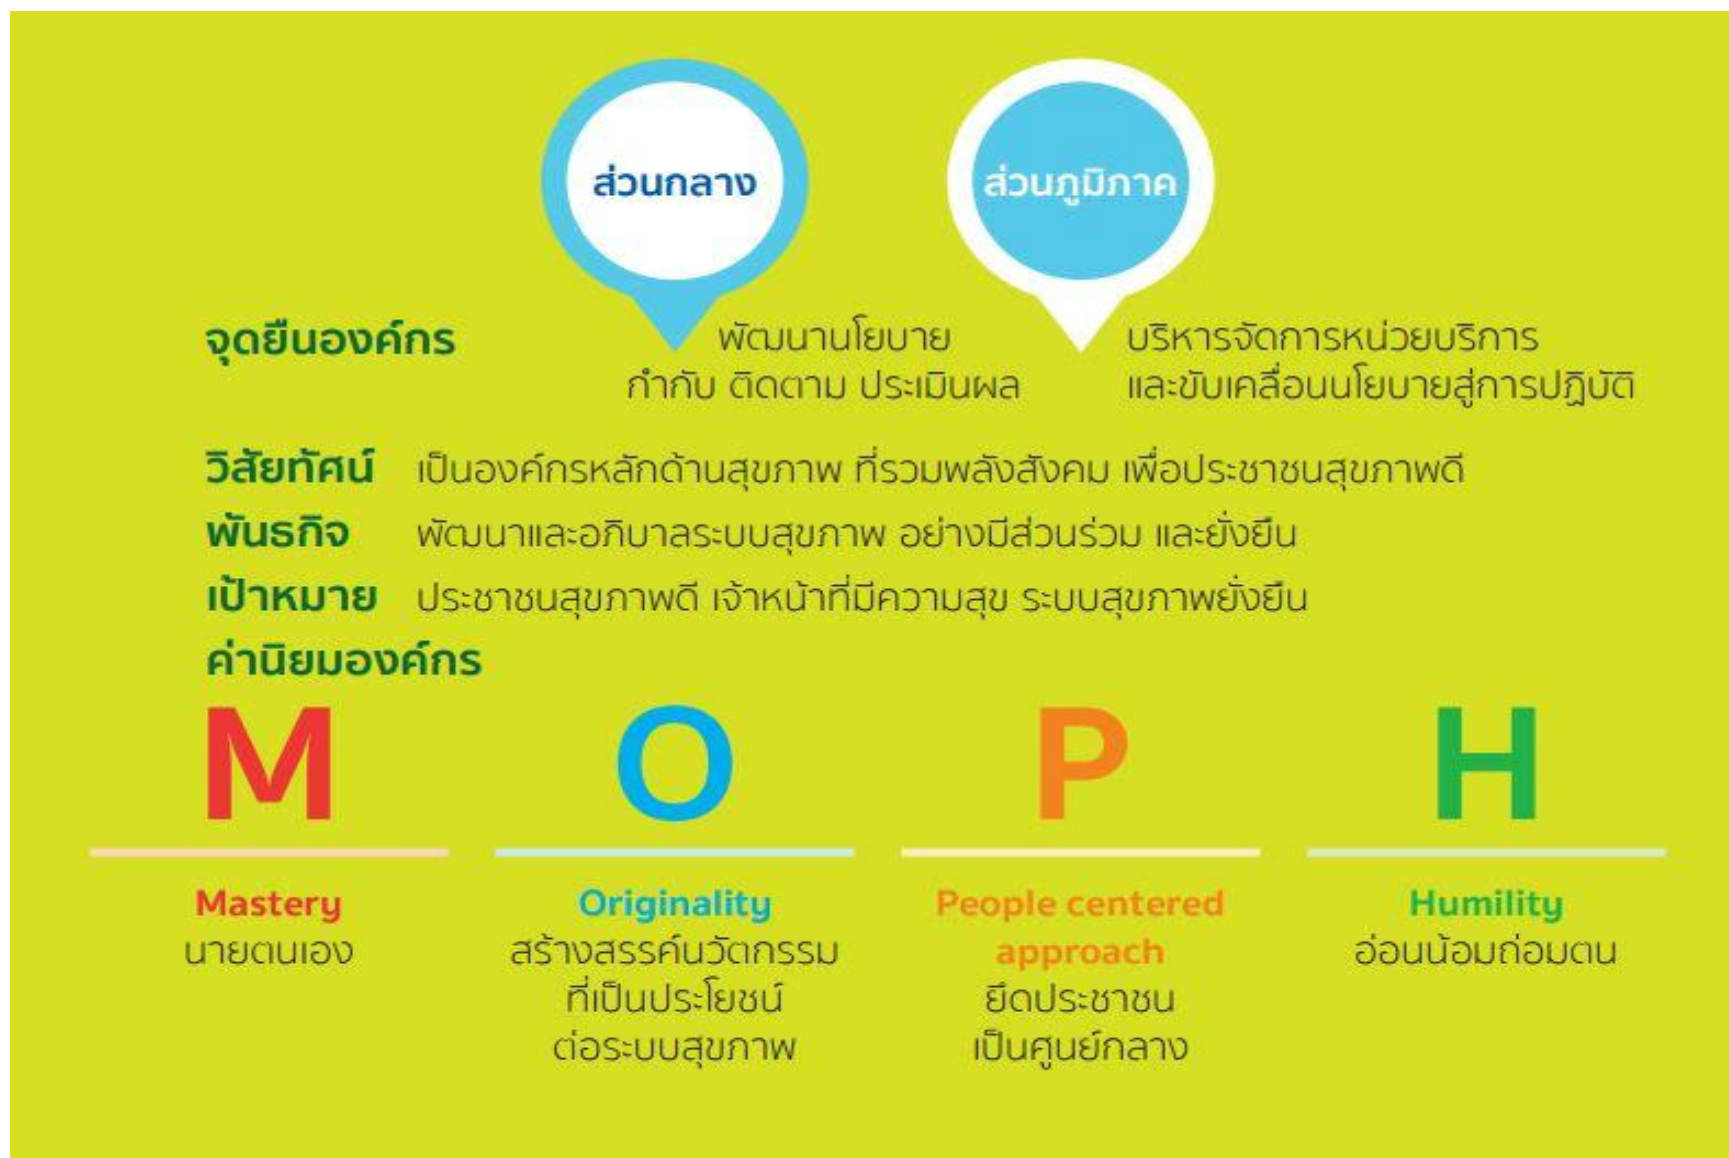 ส่วนกลาง
ส่วนภูมิภาค
จุดยืนองค์กร
พัฒนานโยบาย
กำกับ ติดตาม ประเมินผล
บริหารจัดการหน่วยบริการ
และขับเคลื่อนนโยบายสู่การปฏิบัติ
วิสัยทัศน์ เป็นองค์กรหลักด้านสุขภาพ ที่รวมพลังสังคม เพื่อประชาชนสุขภาพดี
พันธกิจ พัฒนาและอภิบาลระบบสุขภาพ อย่างมีส่วนร่วม และยั่งยืน
เป้าหมาย ประชาชนสุขภาพดี เจ้าหน้าที่มีความสุข ระบบสุขภาพยั่งยืน
ค่านิยมองค์กร
M
Mastery
นายตนเอง
O
Originality
สร้างสรรค์นวัตกรรม
ที่เป็นประโยชน์
ต่อระบบสุขภาพ
P
People centered
approach
ยึดประชาชน
เป็นศูนย์กลาง
H
Humility
อ่อนน้อมถ่อมตน